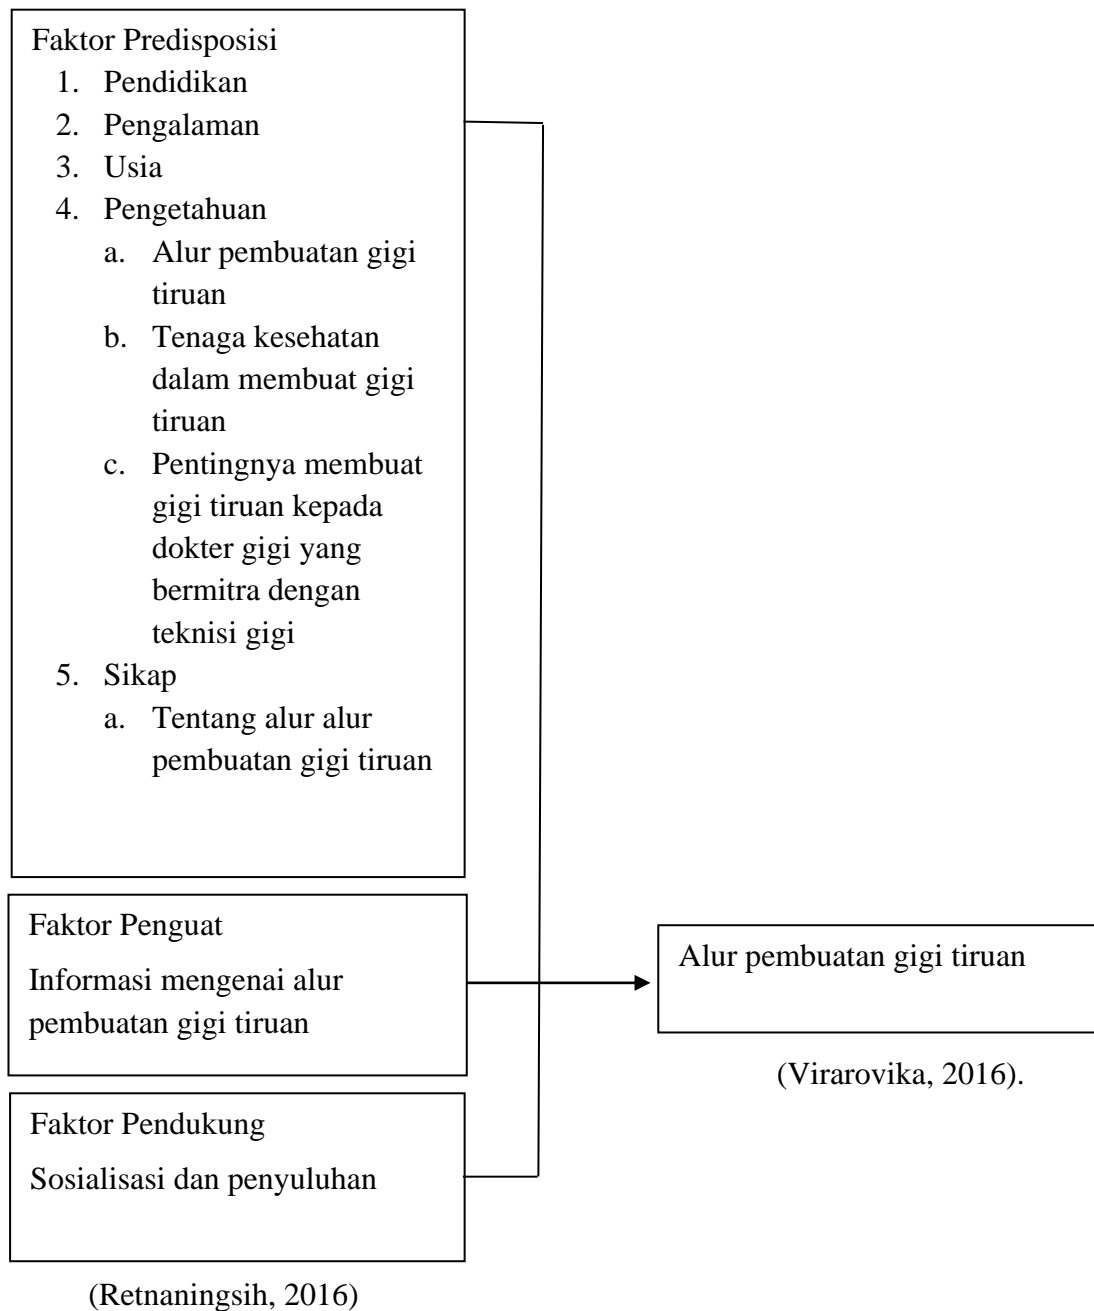 Faktor Predisposisi
1. Pendidikan
2. Pengalaman
3. Usia
4. Pengetahuan
a. Alur pembuatan gigi
tiruan
b. Tenaga kesehatan
dalam membuat gigi
tiruan
c. Pentingnya membuat
gigi tiruan kepada
dokter gigi yang
bermitra dengan
teknisi gigi
5. Sikap
a. Tentang alur alur
pembuatan gigi tiruan
Faktor Penguat
Informasi mengenai alur
pembuatan gigi tiruan
Alur pembuatan gigi tiruan
(Virarovika, 2016).
Faktor Pendukung
Sosialisasi dan penyuluhan
(Retnaningsih, 2016)